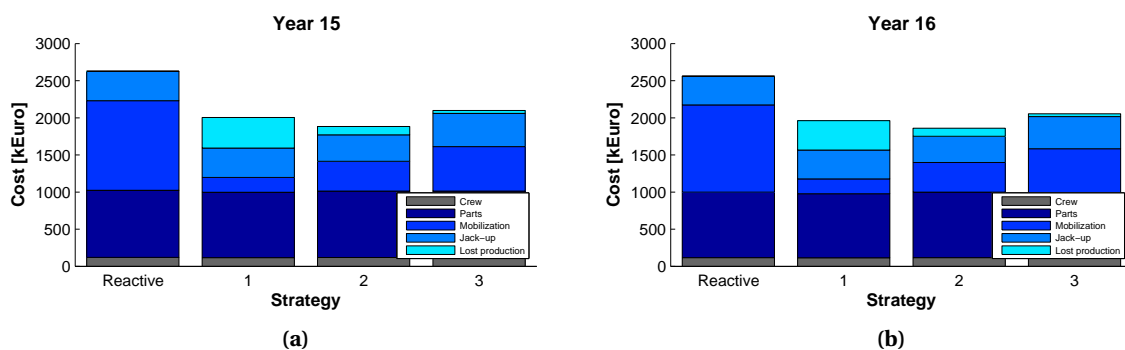 Year 15
3000
2500
2000
1500
1000
500
0
Cost [kEuro]
Crew
Parts
Mobilization
Jack−up
Lost production
Reactive 1 2 3
Strategy
(a)
Year 16
3000
2500
2000
1500
1000
500
0
Cost [kEuro]
Crew
Parts
Mobilization
Jack−up
Lost production
Reactive 1 2 3
Strategy
(b)